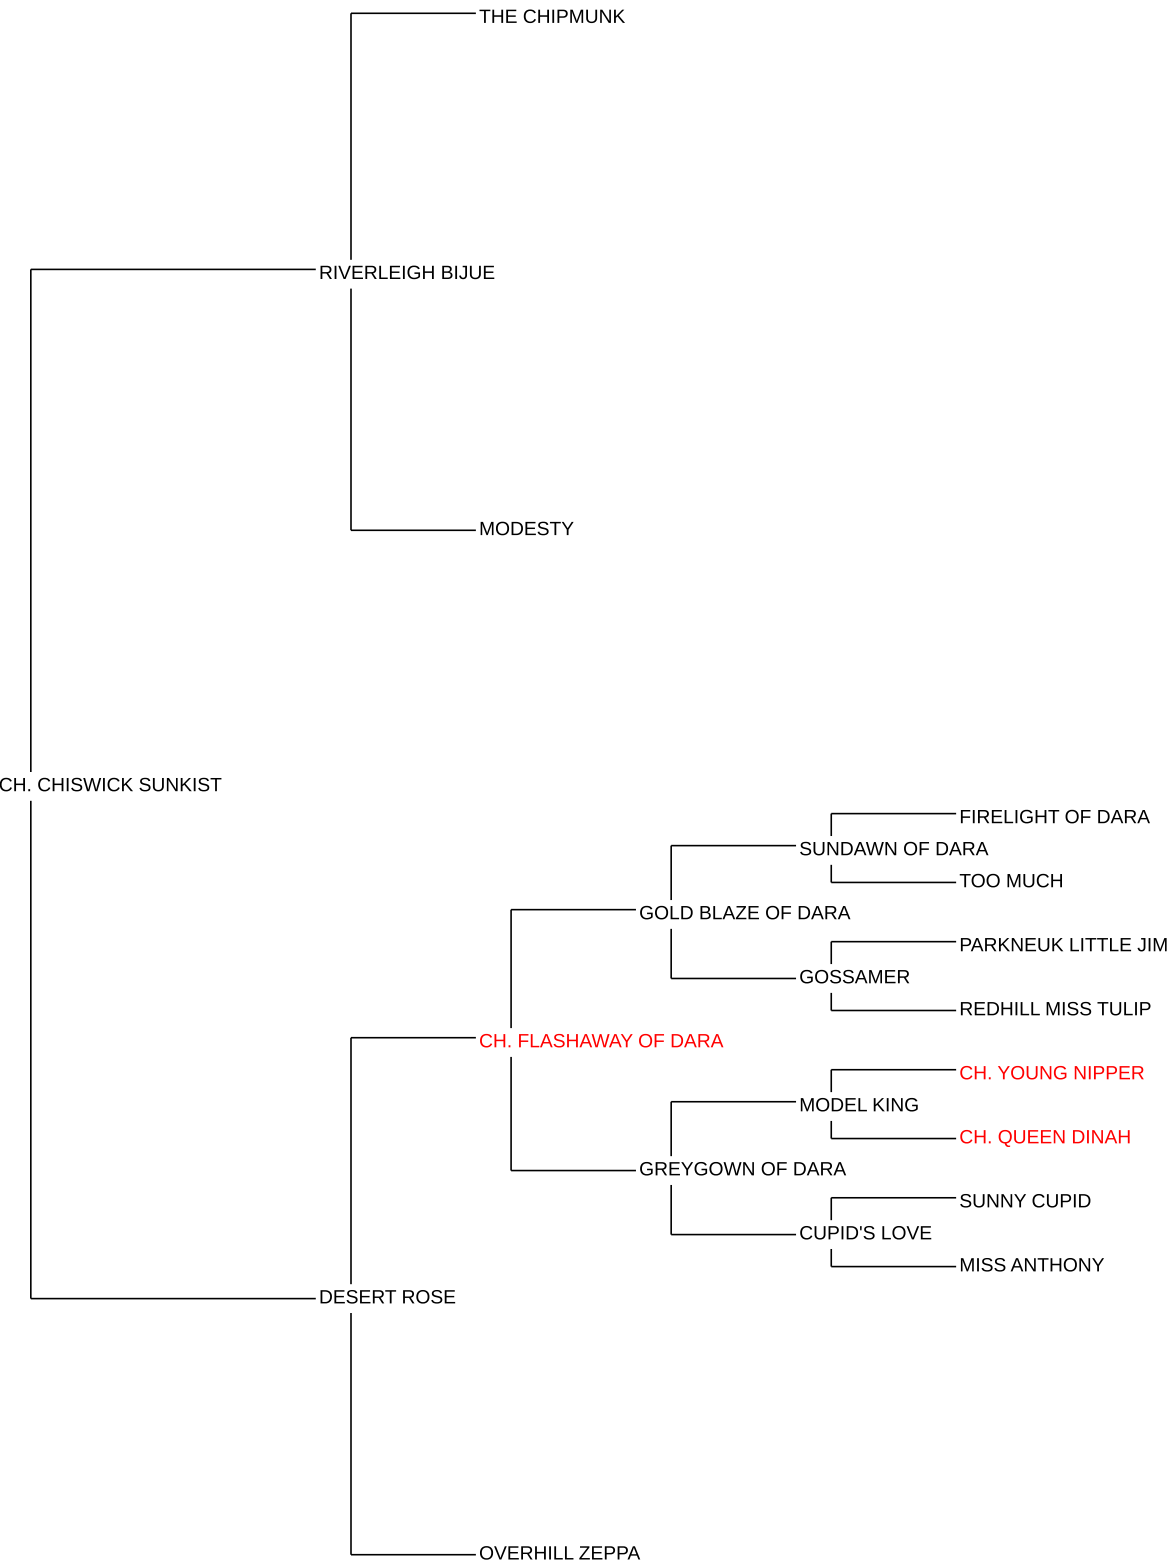 THE CHIPMUNK
RIVERLEIGH BIJUE
MODESTY
CH. CHISWICK SUNKIST
FIRELIGHT OF DARA
SUNDAWN OF DARA
TOO MUCH
GOLD BLAZE OF DARA
PARKNEUK LITTLE JIM
GOSSAMER
REDHILL MISS TULIP
CH. FLASHAWAY OF DARA
CH. YOUNG NIPPER
MODEL KING
CH. QUEEN DINAH
GREYGOWN OF DARA
SUNNY CUPID
CUPID'S LOVE
MISS ANTHONY
DESERT ROSE
OVERHILL ZEPPA